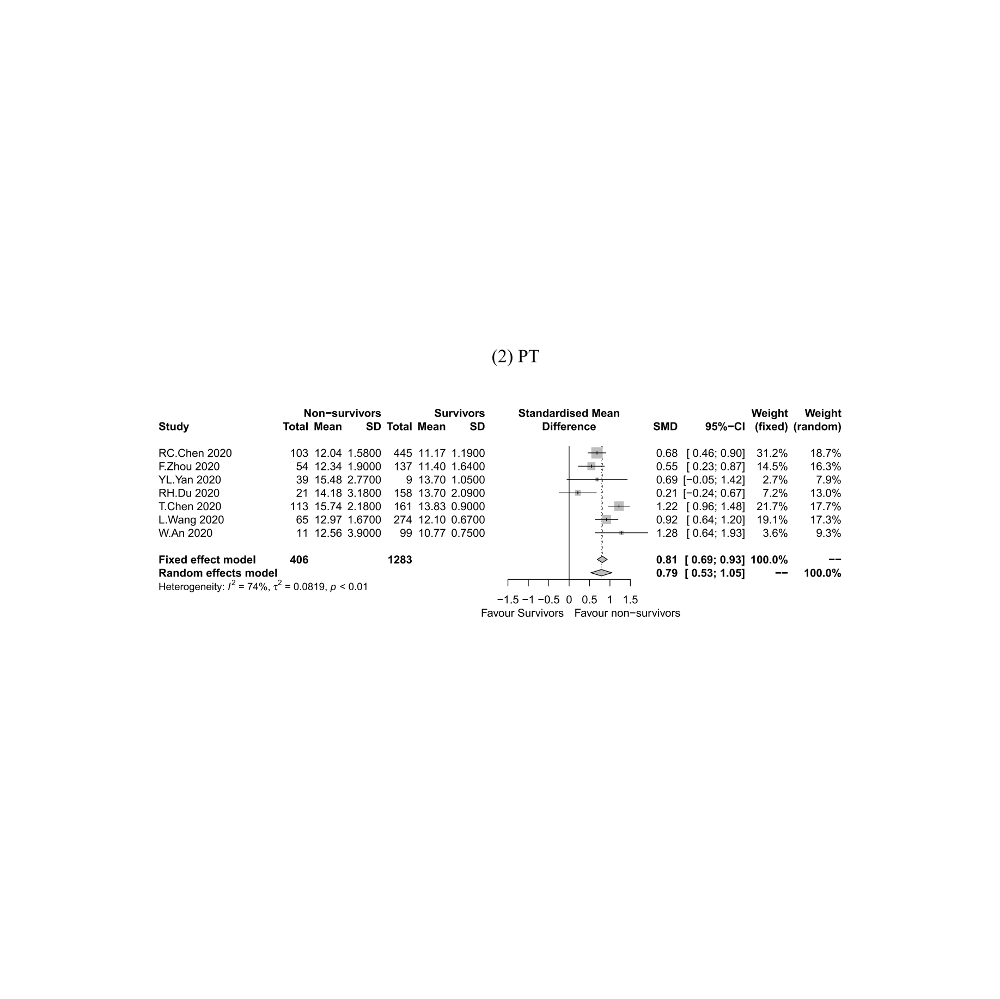 (2) PT
Non−survivors Survivors Standardised Mean Weight Weight
Study Total Mean SD Total Mean SD Difference SMD 95%−CI (fixed) (random)
RC.Chen 2020 103 12.04 1.5800 445 11.17 1.1900 0.68 [ 0.46; 0.90] 31.2% 18.7%
F.Zhou 2020 54 12.34 1.9000 137 11.40 1.6400 0.55 [ 0.23; 0.87] 14.5% 16.3%
YL.Yan 2020 39 15.48 2.7700 9 13.70 1.0500 0.69 [−0.05; 1.42] 2.7% 7.9%
RH.Du 2020 21 14.18 3.1800 158 13.70 2.0900 0.21 [−0.24; 0.67] 7.2% 13.0%
T.Chen 2020 113 15.74 2.1800 161 13.83 0.9000 1.22 [ 0.96; 1.48] 21.7% 17.7%
L.Wang 2020 65 12.97 1.6700 274 12.10 0.6700 0.92 [ 0.64; 1.20] 19.1% 17.3%
W.An 2020 11 12.56 3.9000 99 10.77 0.7500 1.28 [ 0.64; 1.93] 3.6% 9.3%
Fixed effect model 406 1283 0.81 [ 0.69; 0.93] 100.0% −−
Random effects model 0.79 [ 0.53; 1.05] −− 100.0%
Heterogeneity: I² = 74%, τ² = 0.0819, p < 0.01
−1.5 −1 −0.5 0 0.5 1 1.5
Favour Survivors Favour non−survivors